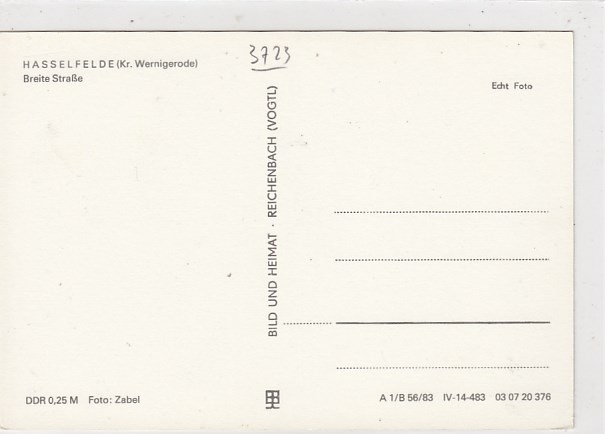 3723
HASSELFELDE (Kr. Wernigerode)
Breite Straße
Echt Foto
BILD UND HEIMAT · REICHENBACH (VOGTL)
DDR 0,25 M Foto: Zabel
A 1/B 56/83 IV-14-483 03 07 20 376